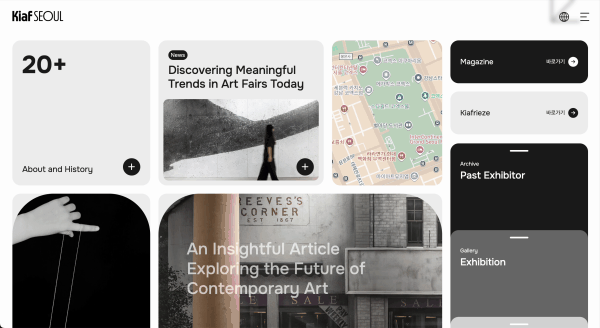 Kiaf SEOUL
20+
About and History
News
Discovering Meaningful
Trends in Art Fairs Today
Magazine
바로가기
Kiafrieze
바로가기
Archive
Past Exhibitor
Gallery
Exhibition
REEVES'S
CORNER
EST 1867
An Insightful Article
Exploring the Future of
Contemporary Art
SALE
SALE